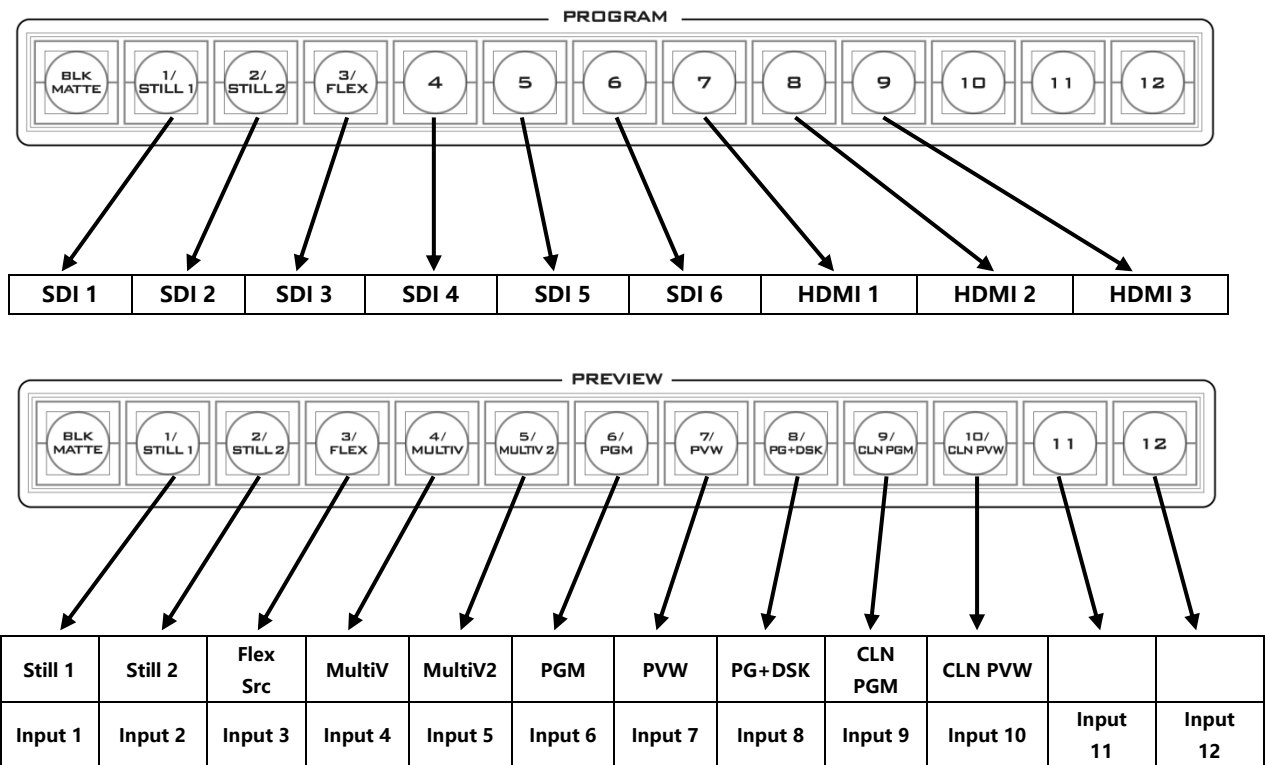 PROGRAM
BLK MATTE
1/ STILL 1
2/ STILL 2
3/ FLEX
4
5
6
7
8
9
10
11
12
SDI 1
SDI 2
SDI 3
SDI 4
SDI 5
SDI 6
HDMI 1
HDMI 2
HDMI 3
PREVIEW
BLK MATTE
1/ STILL 1
2/ STILL 2
3/ FLEX
4/ MULTIV
5/ MULTIV 2
6/ PGM
7/ PVW
8/ PG+DSK
9/ CLN PGM
10/ CLN PVW
11
12
Still 1
Still 2
Flex Src
MultiV
MultiV2
PGM
PVW
PG+DSK
CLN PGM
CLN PVW
Input 1
Input 2
Input 3
Input 4
Input 5
Input 6
Input 7
Input 8
Input 9
Input 10
Input 11
Input 12